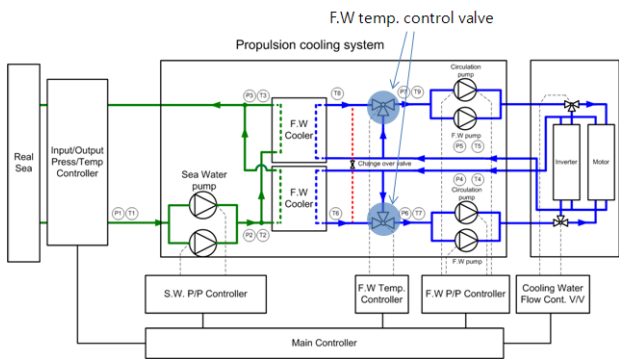 F.W temp. control valve
Propulsion cooling system
Real
Sea
Input/Output
Press/Temp
Controller
P1 T1
Sea Water
pump
P3 T3
P2 T2
F.W
Cooler
F.W
Cooler
T8
T6
Change over valve
P7 T9
P6 T7
Circulation
pump
F.W pump
P5 T5
P4 T4
Circulation
pump
F.W pump
Inverter
Motor
S.W. P/P Controller
F.W Temp.
Controller
F.W P/P Controller
Cooling Water
Flow Cont. V/V
Main Controller